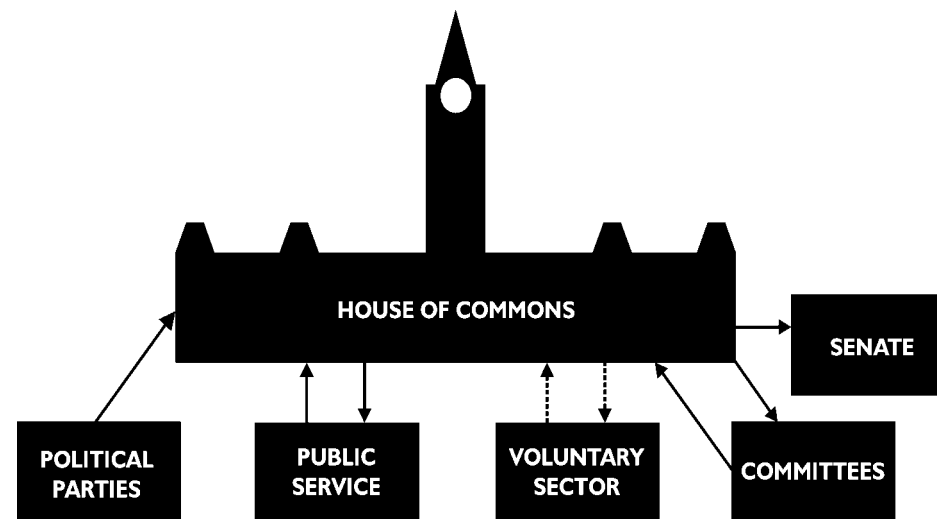 HOUSE OF COMMONS
SENATE
POLITICAL
PARTIES
PUBLIC
SERVICE
VOLUNTARY
SECTOR
COMMITTEES